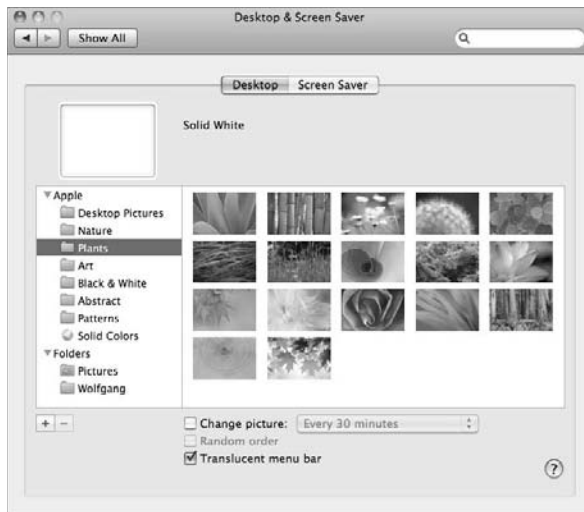 Desktop & Screen Saver
Show All
Desktop Screen Saver
Solid White
Apple
Desktop Pictures
Nature
Plants
Art
Black & White
Abstract
Patterns
Solid Colors
Folders
Pictures
Wolfgang
+ −
Change picture: Every 30 minutes
Random order
Translucent menu bar
?